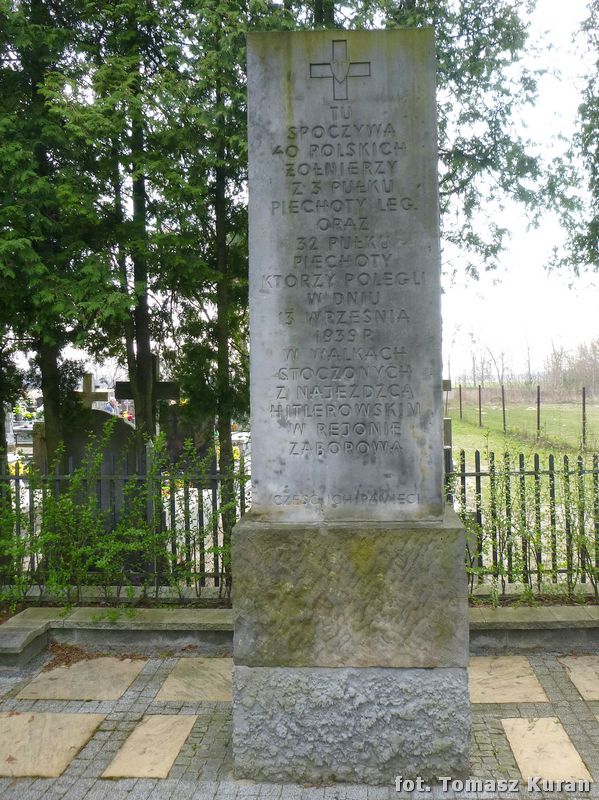 TU
SPOCZYWA
40 POLSKICH
ŻOŁNIERZY
Z 3 PUŁKU
PIECHOTY LEG.
ORAZ
32 PUŁKU
PIECHOTY
KTÓRZY POLEGLI
W DNIU
13 WRZEŚNIA
1939 R.
W WALKACH
STOCZONYCH
Z NAJEŹDŹCĄ
HITLEROWSKIM
W REJONIE
ZABOROWA
CZEŚĆ ICH PAMIĘCI
fot. Tomasz Kuran